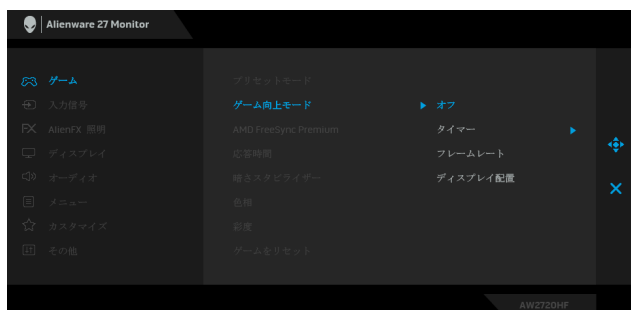 Alienware 27 Monitor
ゲーム
入力信号
AlienFX 照明
ディスプレイ
オーディオ
メニュー
カスタマイズ
その他
プリセットモード
ゲーム向上モード
AMD FreeSync Premium
応答時間
暗さスタビライザー
色相
彩度
ゲームをリセット
オフ
タイマー
フレームレート
ディスプレイ配置
AW2720HF